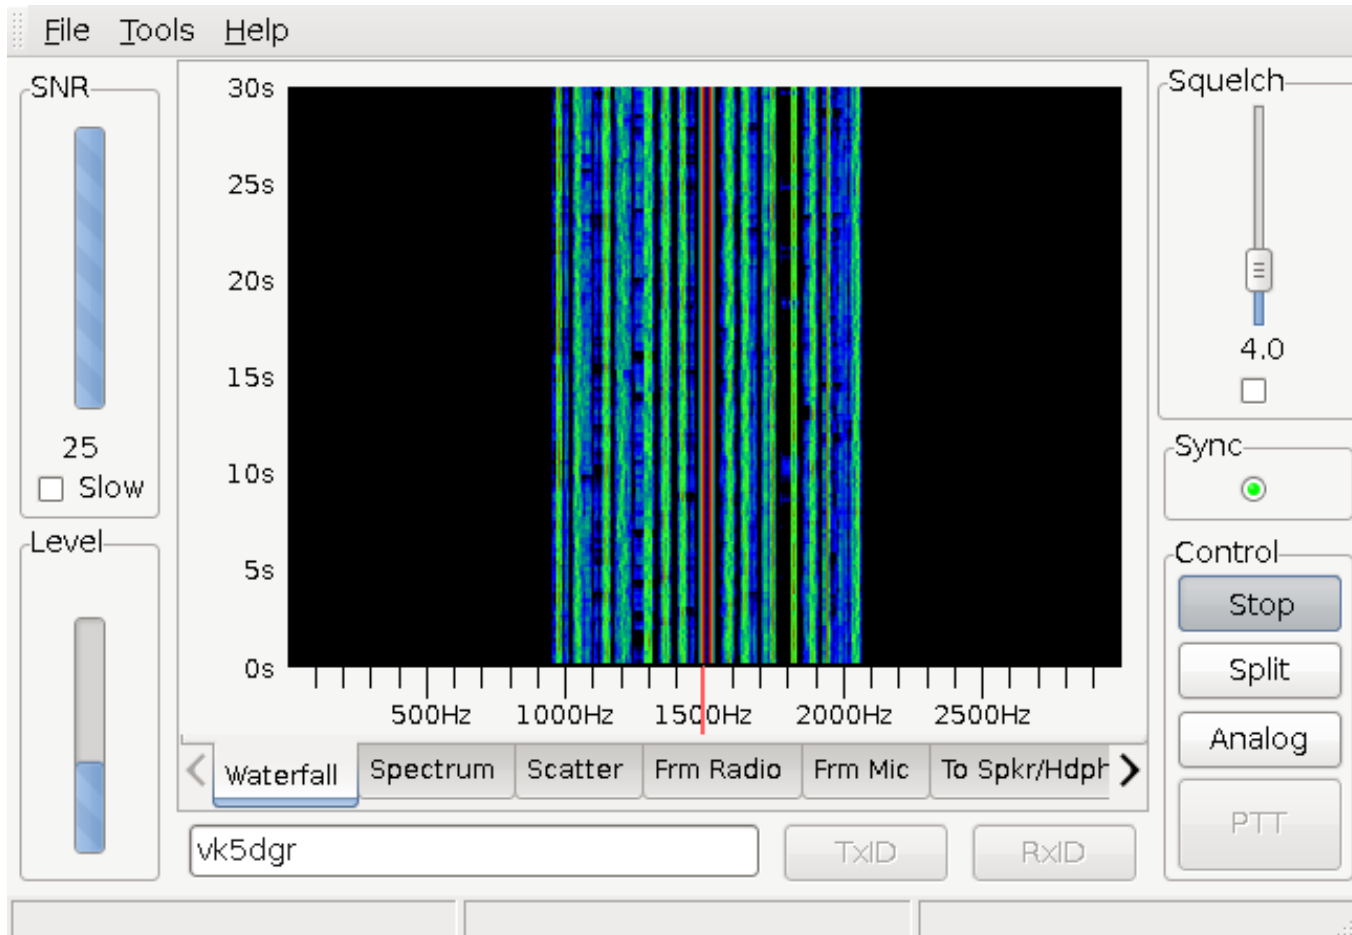 File Tools Help
SNR
25
Slow
Level
30s
25s
20s
15s
10s
5s
0s
500Hz 1000Hz 1500Hz 2000Hz 2500Hz
Waterfall Spectrum Scatter Frm Radio Frm Mic To Spkr/Hdph
vk5dgr TxID RxID
Squelch
4.0
Sync
Control
Stop
Split
Analog
PTT